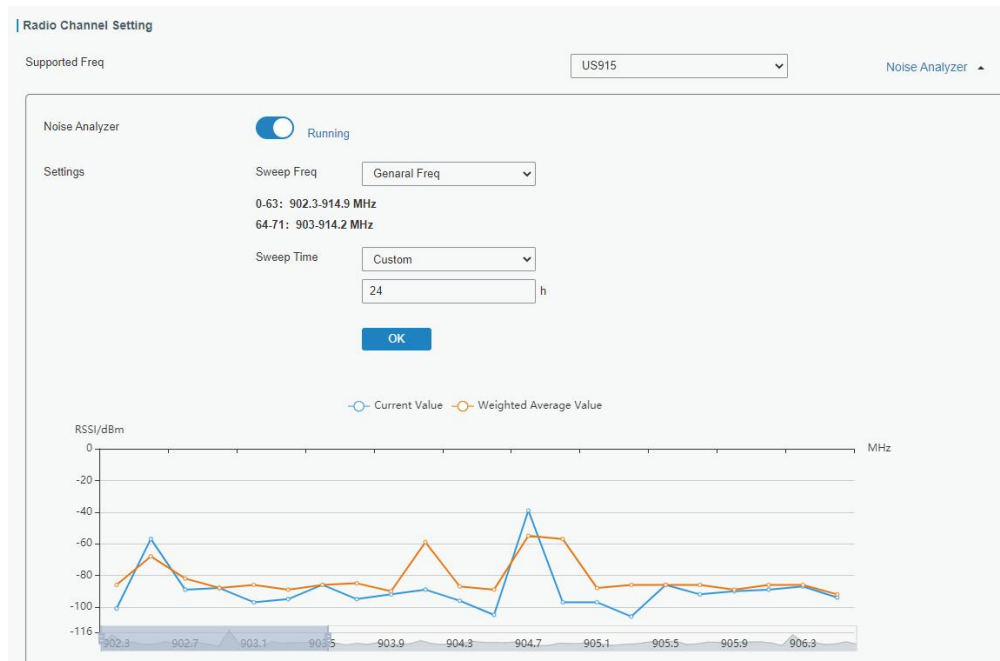 Radio Channel Setting
Supported Freq US915 Noise Analyzer
Noise Analyzer Running
Settings Sweep Freq Genaral Freq
0-63: 902.3-914.9 MHz
64-71: 903-914.2 MHz
Sweep Time Custom
24 h
OK
Current Value Weighted Average Value
RSSI/dBm
0 MHz
-20
-40
-60
-80
-100
-116
902.3 902.7 903.1 903.5 903.9 904.3 904.7 905.1 905.5 905.9 906.3